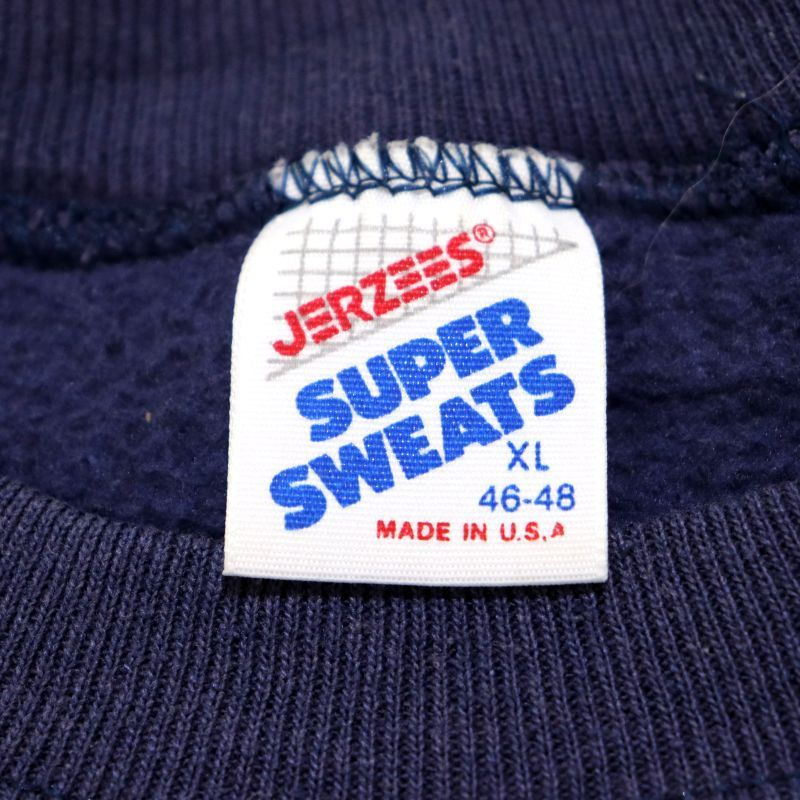 JERZEES®
SUPER
SWEATS
XL
46-48
MADE IN U.S.A